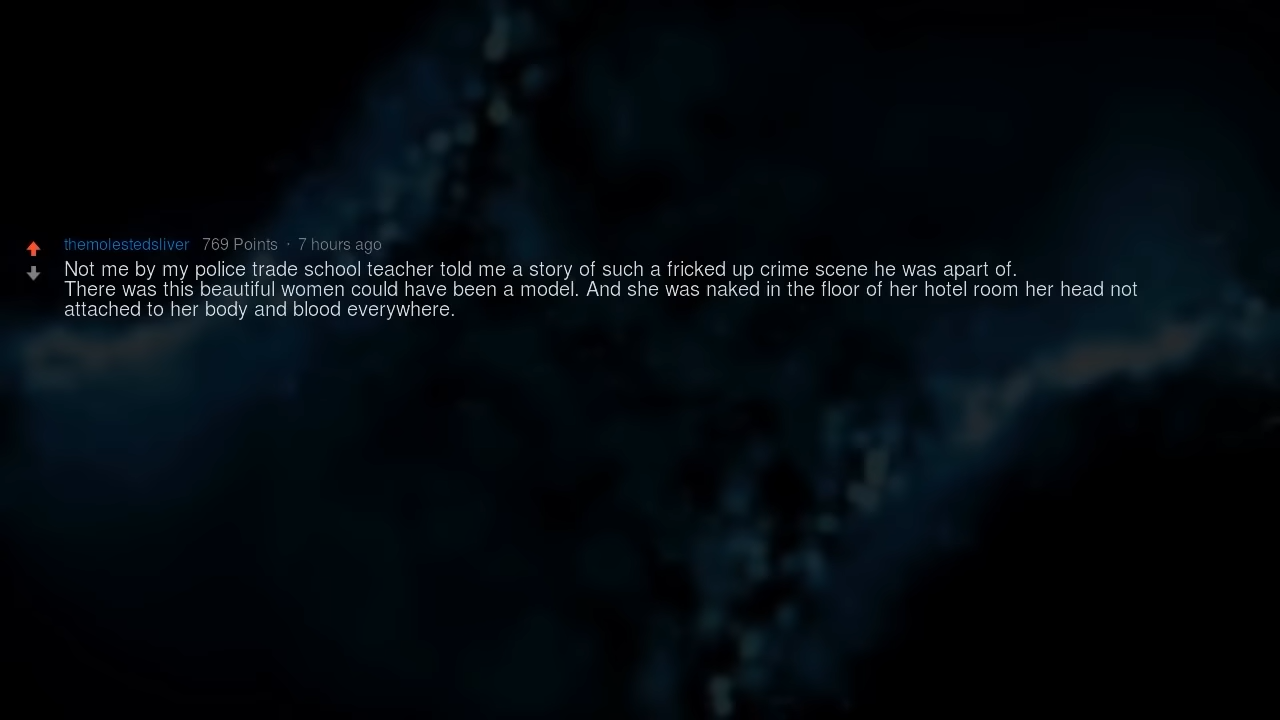 themolestedsliver 769 Points · 7 hours ago
Not me by my police trade school teacher told me a story of such a fricked up crime scene he was apart of.
There was this beautiful women could have been a model. And she was naked in the floor of her hotel room her head not
attached to her body and blood everywhere.